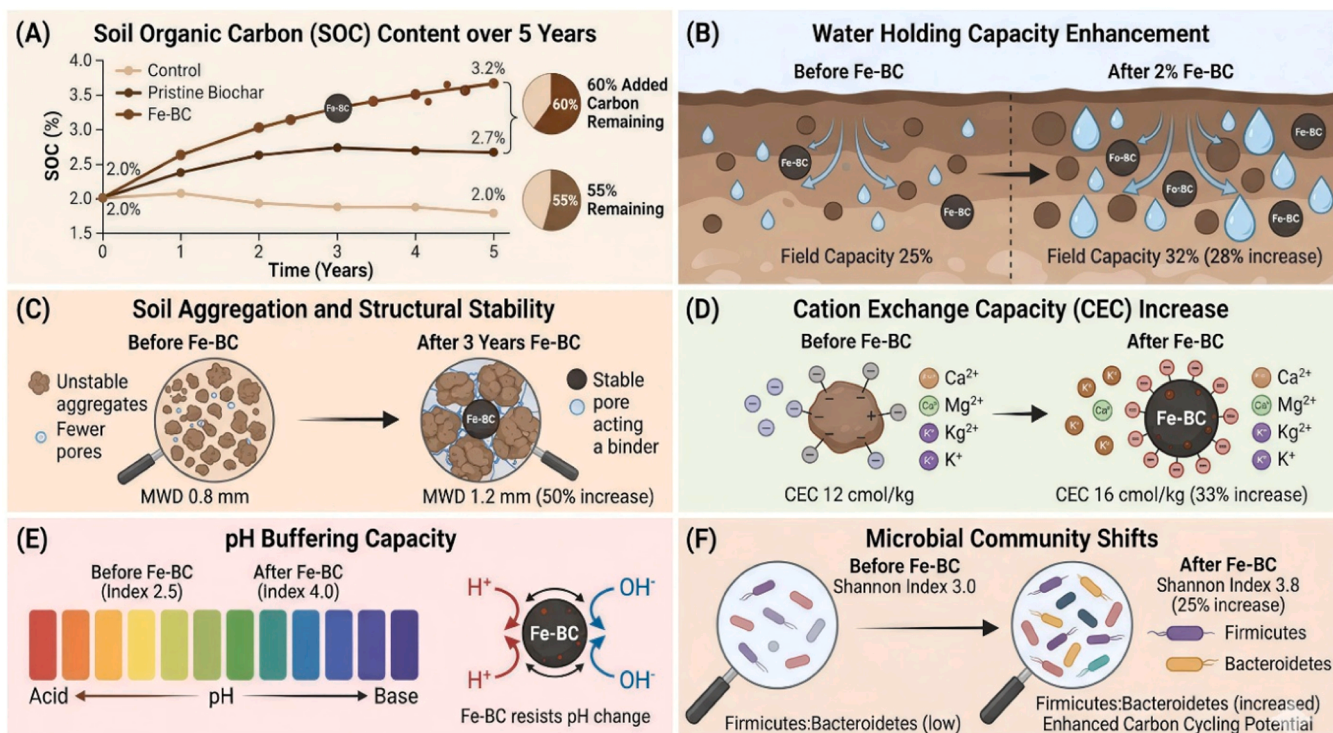 (A) Soil Organic Carbon (SOC) Content over 5 Years
4.0
3.5
3.0
2.5
2.0
1.5
SOC (%)
Control
Pristine Biochar
Fe-BC
2.0%
2.0%
Fe-BC
3.2%
2.7%
2.0%
0 1 2 3 4 5
Time (Years)
60%
60% Added
Carbon
Remaining
55%
55%
Remaining
(B) Water Holding Capacity Enhancement
Before Fe-BC
After 2% Fe-BC
Fe-BC
Fe-BC
Fe-BC
Fo-BC
Fo-BC
Fe-BC
Field Capacity 25%
Field Capacity 32% (28% increase)
(C) Soil Aggregation and Structural Stability
Before Fe-BC
After 3 Years Fe-BC
Unstable
aggregates
Fewer
pores
Fe-BC
Stable
pore
acting
a binder
MWD 0.8 mm
MWD 1.2 mm (50% increase)
(D) Cation Exchange Capacity (CEC) Increase
Before Fe-BC
After Fe-BC
Ca²⁺
Ca⁰ Mg²⁺
K⁺ Kg²⁺
K⁺ K⁺
K⁺
K⁺
Ca⁰
Fe-BC
Ca²⁺
Ca⁰ Mg²⁺
K⁺ Kg²⁺
K⁺ K⁺
CEC 12 cmol/kg
CEC 16 cmol/kg (33% increase)
(E) pH Buffering Capacity
Before Fe-BC
(Index 2.5)
After Fe-BC
(Index 4.0)
Acid pH Base
H⁺ OH⁻
Fe-BC
H⁺ OH⁻
Fe-BC resists pH change
(F) Microbial Community Shifts
Before Fe-BC
Shannon Index 3.0
After Fe-BC
Shannon Index 3.8
(25% increase)
Firmicutes
Bacteroidetes
Firmicutes:Bacteroidetes (low)
Firmicutes:Bacteroidetes (increased)
Enhanced Carbon Cycling Potential